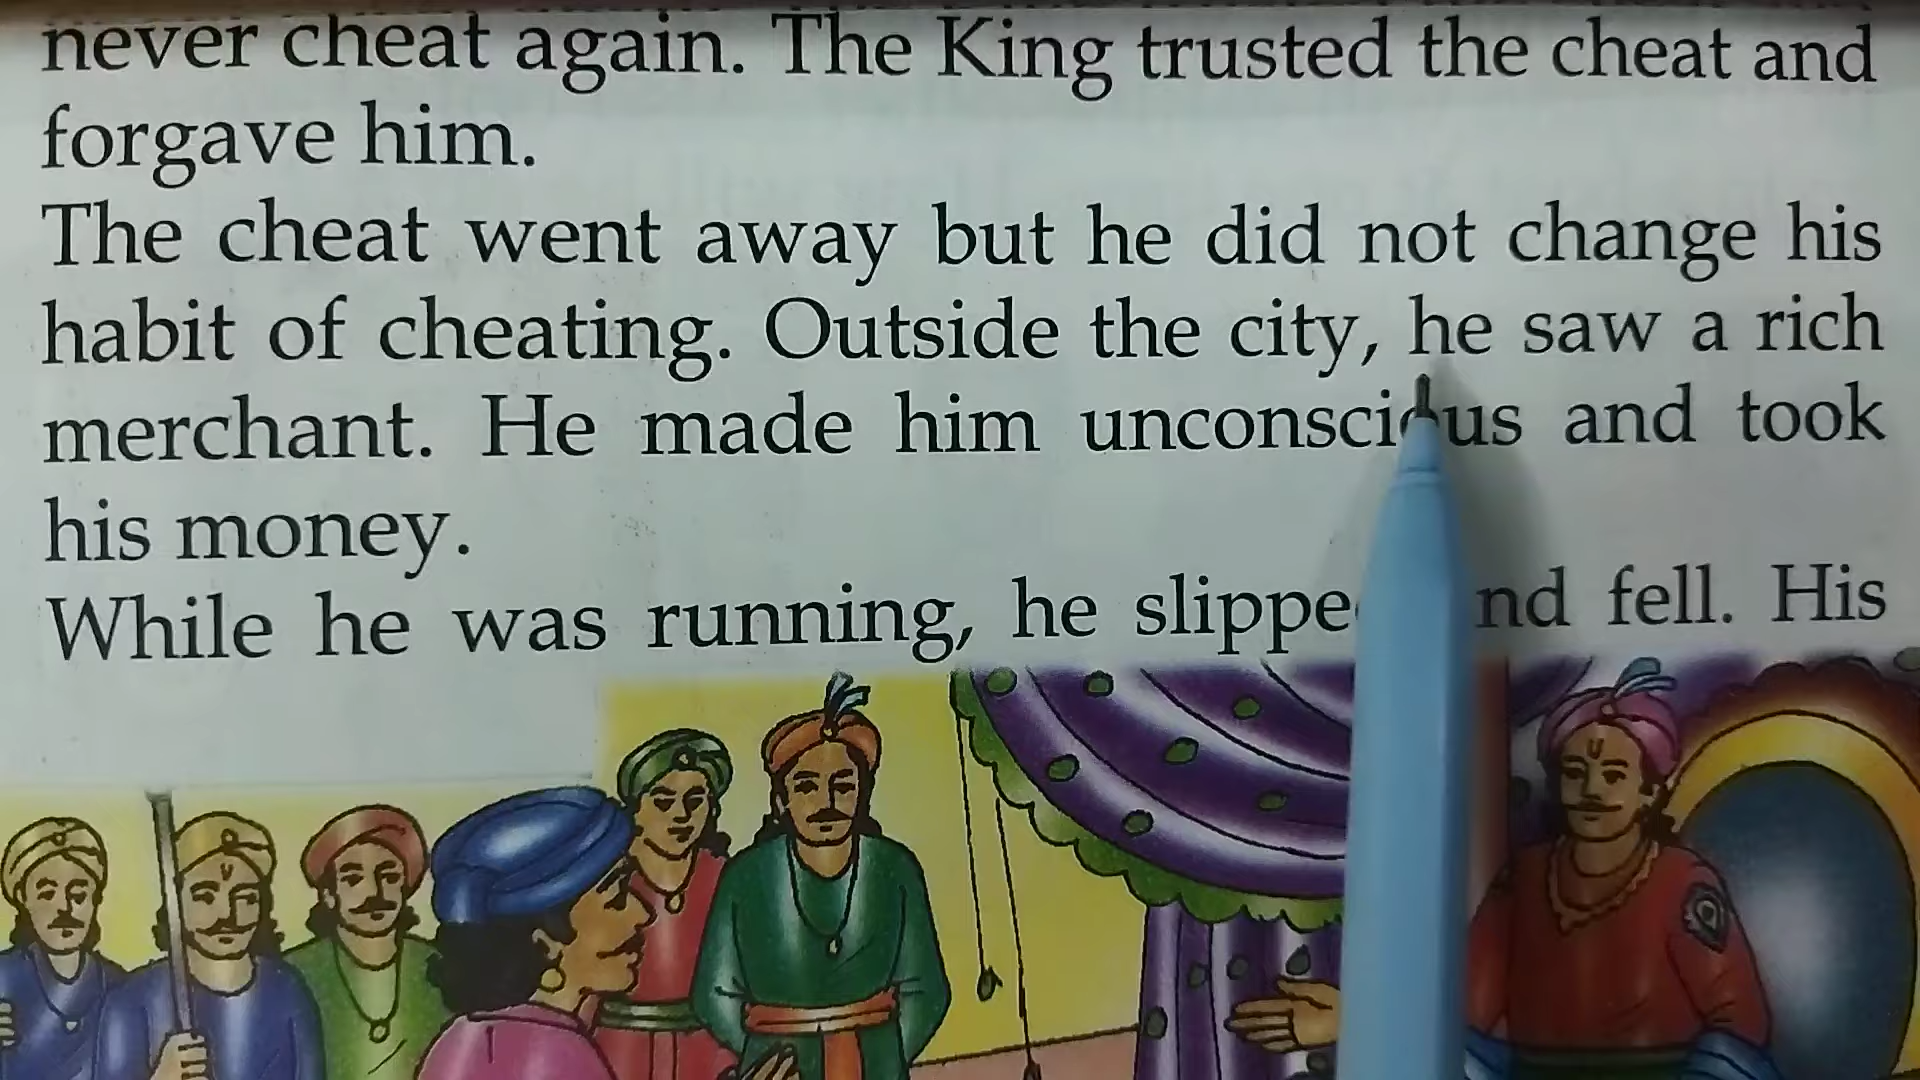 never cheat again. The King trusted the cheat and
forgave him.
The cheat went away but he did not change his
habit of cheating. Outside the city, he saw a rich
merchant. He made him unconscious and took
his money.
While he was running, he slipped and fell. His